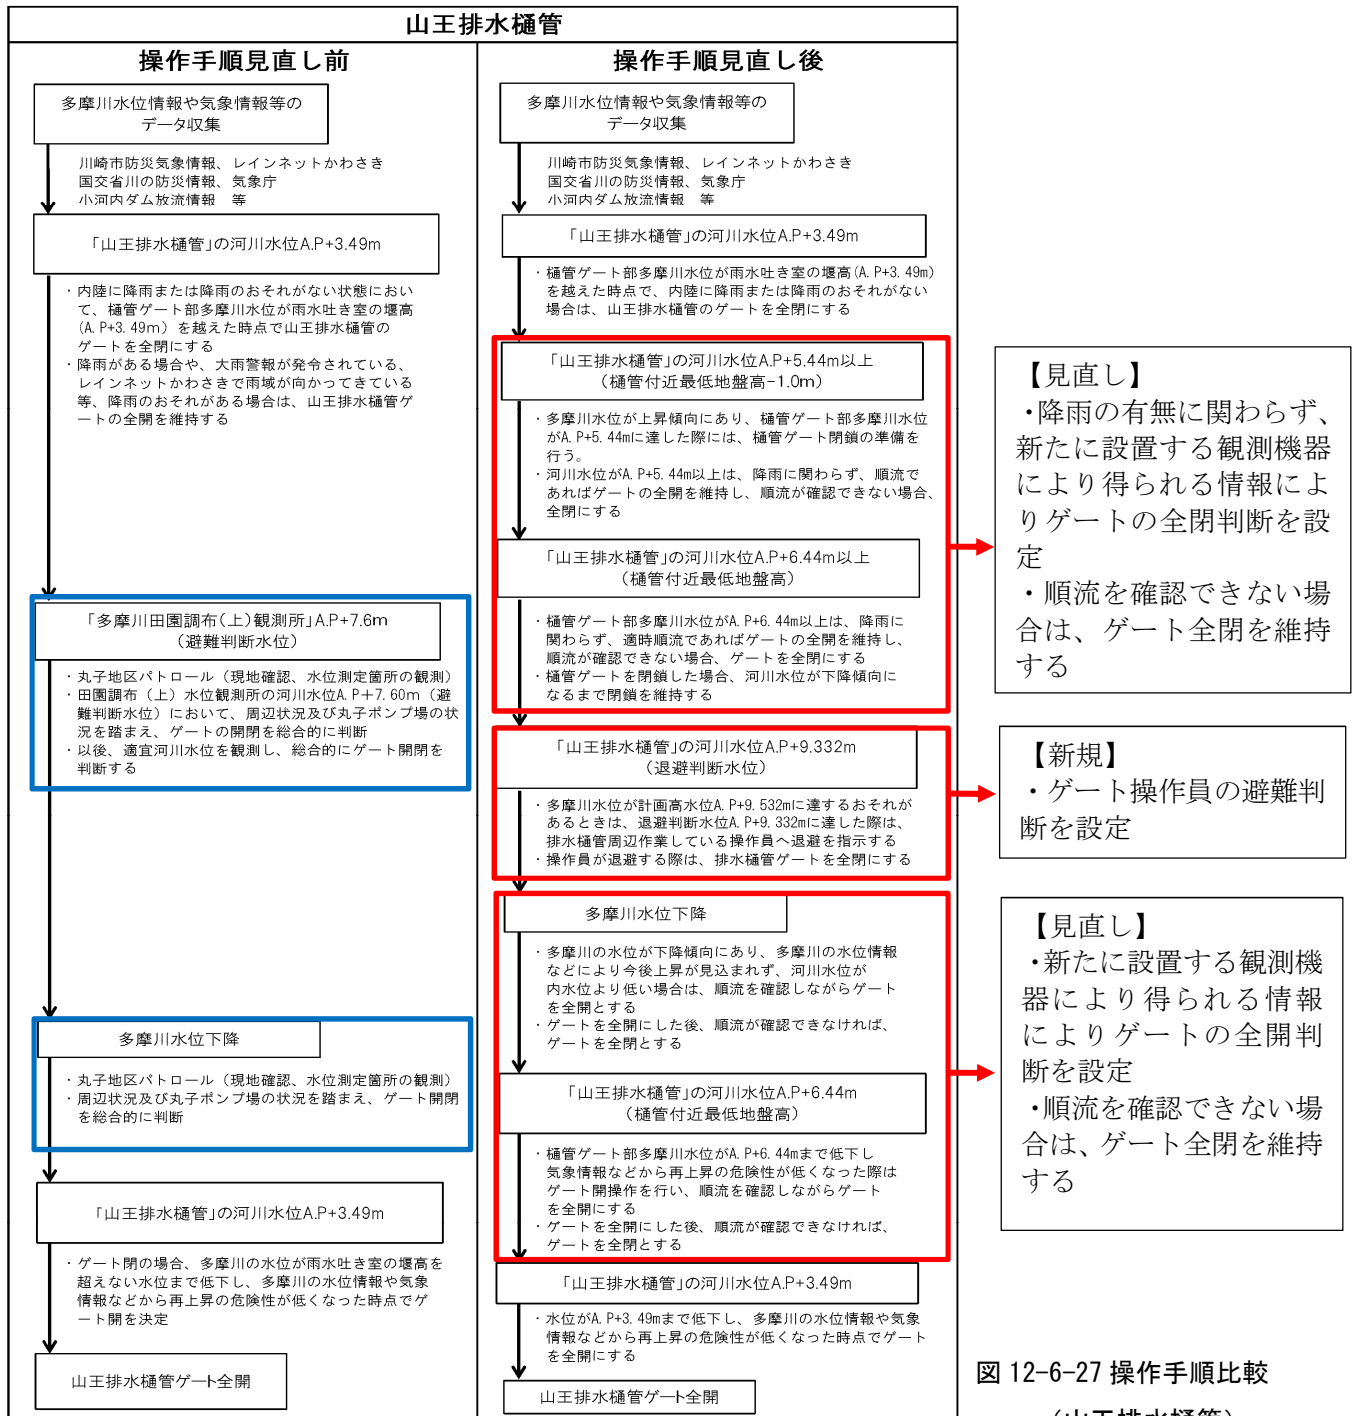 山王排水樋管
操作手順見直し前
多摩川水位情報や気象情報等の
データ収集
川崎市防災気象情報、レインネットかわさき
国交省川の防災情報、気象庁
小河内ダム放流情報　等
「山王排水樋管」の河川水位A.P+3.49m
・内陸に降雨または降雨のおそれがない状態におい
て、樋管ゲート部多摩川水位が雨水吐き室の堰高
(A.P+3.49m）を越えた時点で山王排水樋管の
ゲートを全閉にする
・降雨がある場合や、大雨警報が発令されている、
レインネットかわさきで雨域が向かってきている
等、降雨のおそれがある場合は、山王排水樋管ゲ
ートの全開を維持する
「多摩川田園調布(上)観測所」A.P+7.6m
（避難判断水位）
・丸子地区パトロール（現地確認、水位測定箇所の観測）
・田園調布（上）水位観測所の河川水位A.P+7.60m（避
難判断水位）において、周辺状況及び丸子ポンプ場の状
況を踏まえ、ゲートの開閉を総合的に判断
・以後、適宜河川水位を観測し、総合的にゲート開閉を
判断する
多摩川水位下降
・丸子地区パトロール（現地確認、水位測定箇所の観測）
・周辺状況及び丸子ポンプ場の状況を踏まえ、ゲート開閉
を総合的に判断
「山王排水樋管」の河川水位A.P+3.49m
・ゲート閉の場合、多摩川の水位が雨水吐き室の堰高を
超えない水位まで低下し、多摩川の水位情報や気象
情報などから再上昇の危険性が低くなった時点でゲ
ート開を決定
山王排水樋管ゲート全開
操作手順見直し後
多摩川水位情報や気象情報等の
データ収集
川崎市防災気象情報、レインネットかわさき
国交省川の防災情報、気象庁
小河内ダム放流情報　等
「山王排水樋管」の河川水位A.P+3.49m
・樋管ゲート部多摩川水位が雨水吐き室の堰高(A.P+3.49m)
を越えた時点で、内陸に降雨または降雨のおそれがない
場合は、山王排水樋管のゲートを全閉にする
「山王排水樋管」の河川水位A.P+5.44m以上
（樋管付近最低地盤高-1.0m）
・多摩川水位が上昇傾向にあり、樋管ゲート部多摩川水位
がA.P+5.44mに達した際には、樋管ゲート閉鎖の準備を
行う。
・河川水位がA.P+5.44m以上は、降雨に関わらず、順流で
あればゲートの全開を維持し、順流が確認できない場合、
全閉にする
「山王排水樋管」の河川水位A.P+6.44m以上
（樋管付近最低地盤高）
・樋管ゲート部多摩川水位がA.P+6.44m以上は、降雨に
関わらず、適時順流であればゲートの全開を維持し、
順流が確認できない場合、ゲートを全閉にする
・樋管ゲートを閉鎖した場合、河川水位が下降傾向に
なるまで閉鎖を維持する
「山王排水樋管」の河川水位A.P+9.332m
（退避判断水位）
・多摩川水位が計画高水位A.P+9.532mに達するおそれが
あるときは、退避判断水位A.P+9.332mに達した際は、
排水樋管周辺作業している操作員へ退避を指示する
・操作員が退避する際は、排水樋管ゲートを全閉にする
多摩川水位下降
・多摩川の水位が下降傾向にあり、多摩川の水位情報
などにより今後上昇が見込まれず、河川水位が
内水位より低い場合は、順流を確認しながらゲート
を全開とする
・ゲートを全開にした後、順流が確認できなければ、
ゲートを全閉とする
「山王排水樋管」の河川水位A.P+6.44m
（樋管付近最低地盤高）
・樋管ゲート部多摩川水位がA.P+6.44mまで低下し
気象情報などから再上昇の危険性が低くなった際は
ゲート開操作を行い、順流を確認しながらゲート
を全開にする
・ゲートを全開にした後、順流が確認できなければ、
ゲートを全閉とする
「山王排水樋管」の河川水位A.P+3.49m
・水位がA.P+3.49mまで低下し、多摩川の水位情報や気象
情報などから再上昇の危険性が低くなった時点でゲート
を全開にする
山王排水樋管ゲート全開
【見直し】
・降雨の有無に関わらず、
新たに設置する観測機器
により得られる情報によ
りゲートの全閉判断を設
定
・順流を確認できない場
合は、ゲート全閉を維持
する
【新規】
・ゲート操作員の避難判
断を設定
【見直し】
・新たに設置する観測機
器により得られる情報
によりゲートの全開判
断を設定
・順流を確認できない場
合は、ゲート全閉を維持
する
図 12-6-27 操作手順比較
（山王排水樋管）